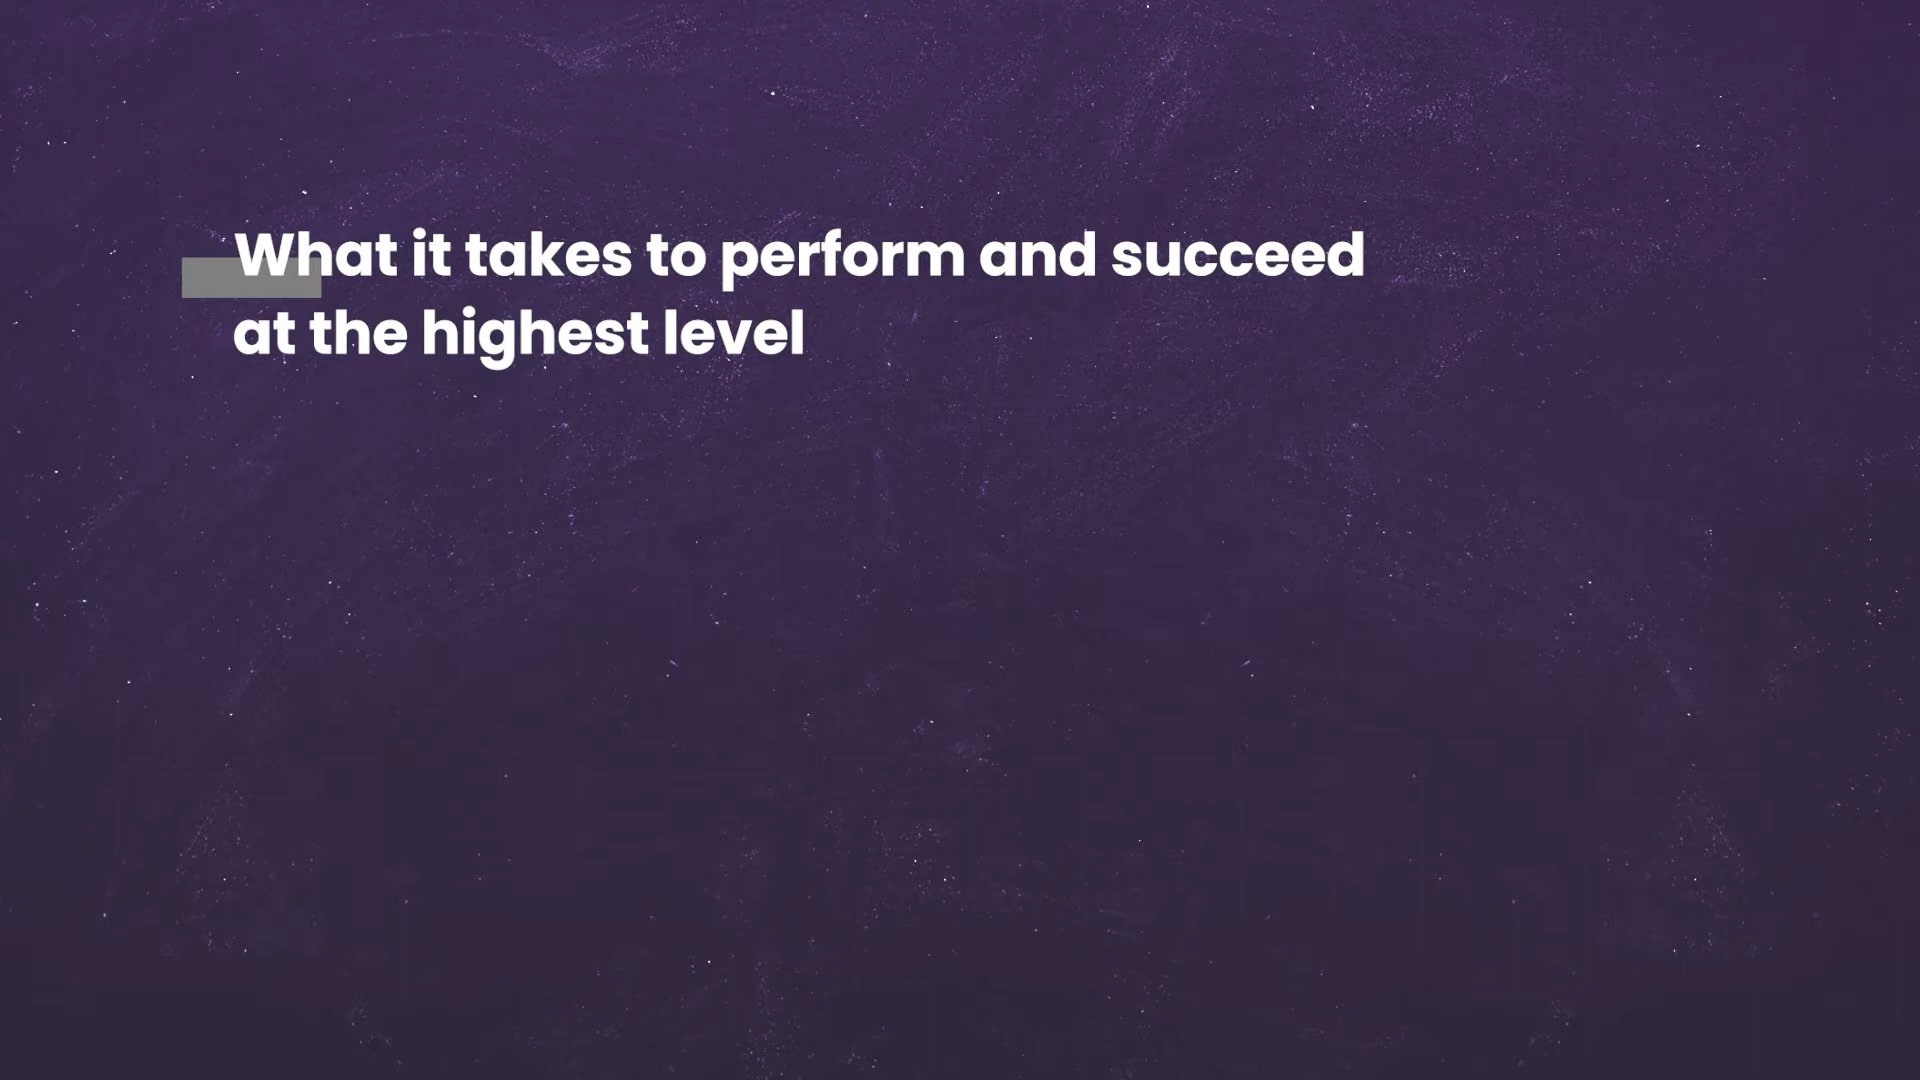 What it takes to perform and succeed
at the highest level